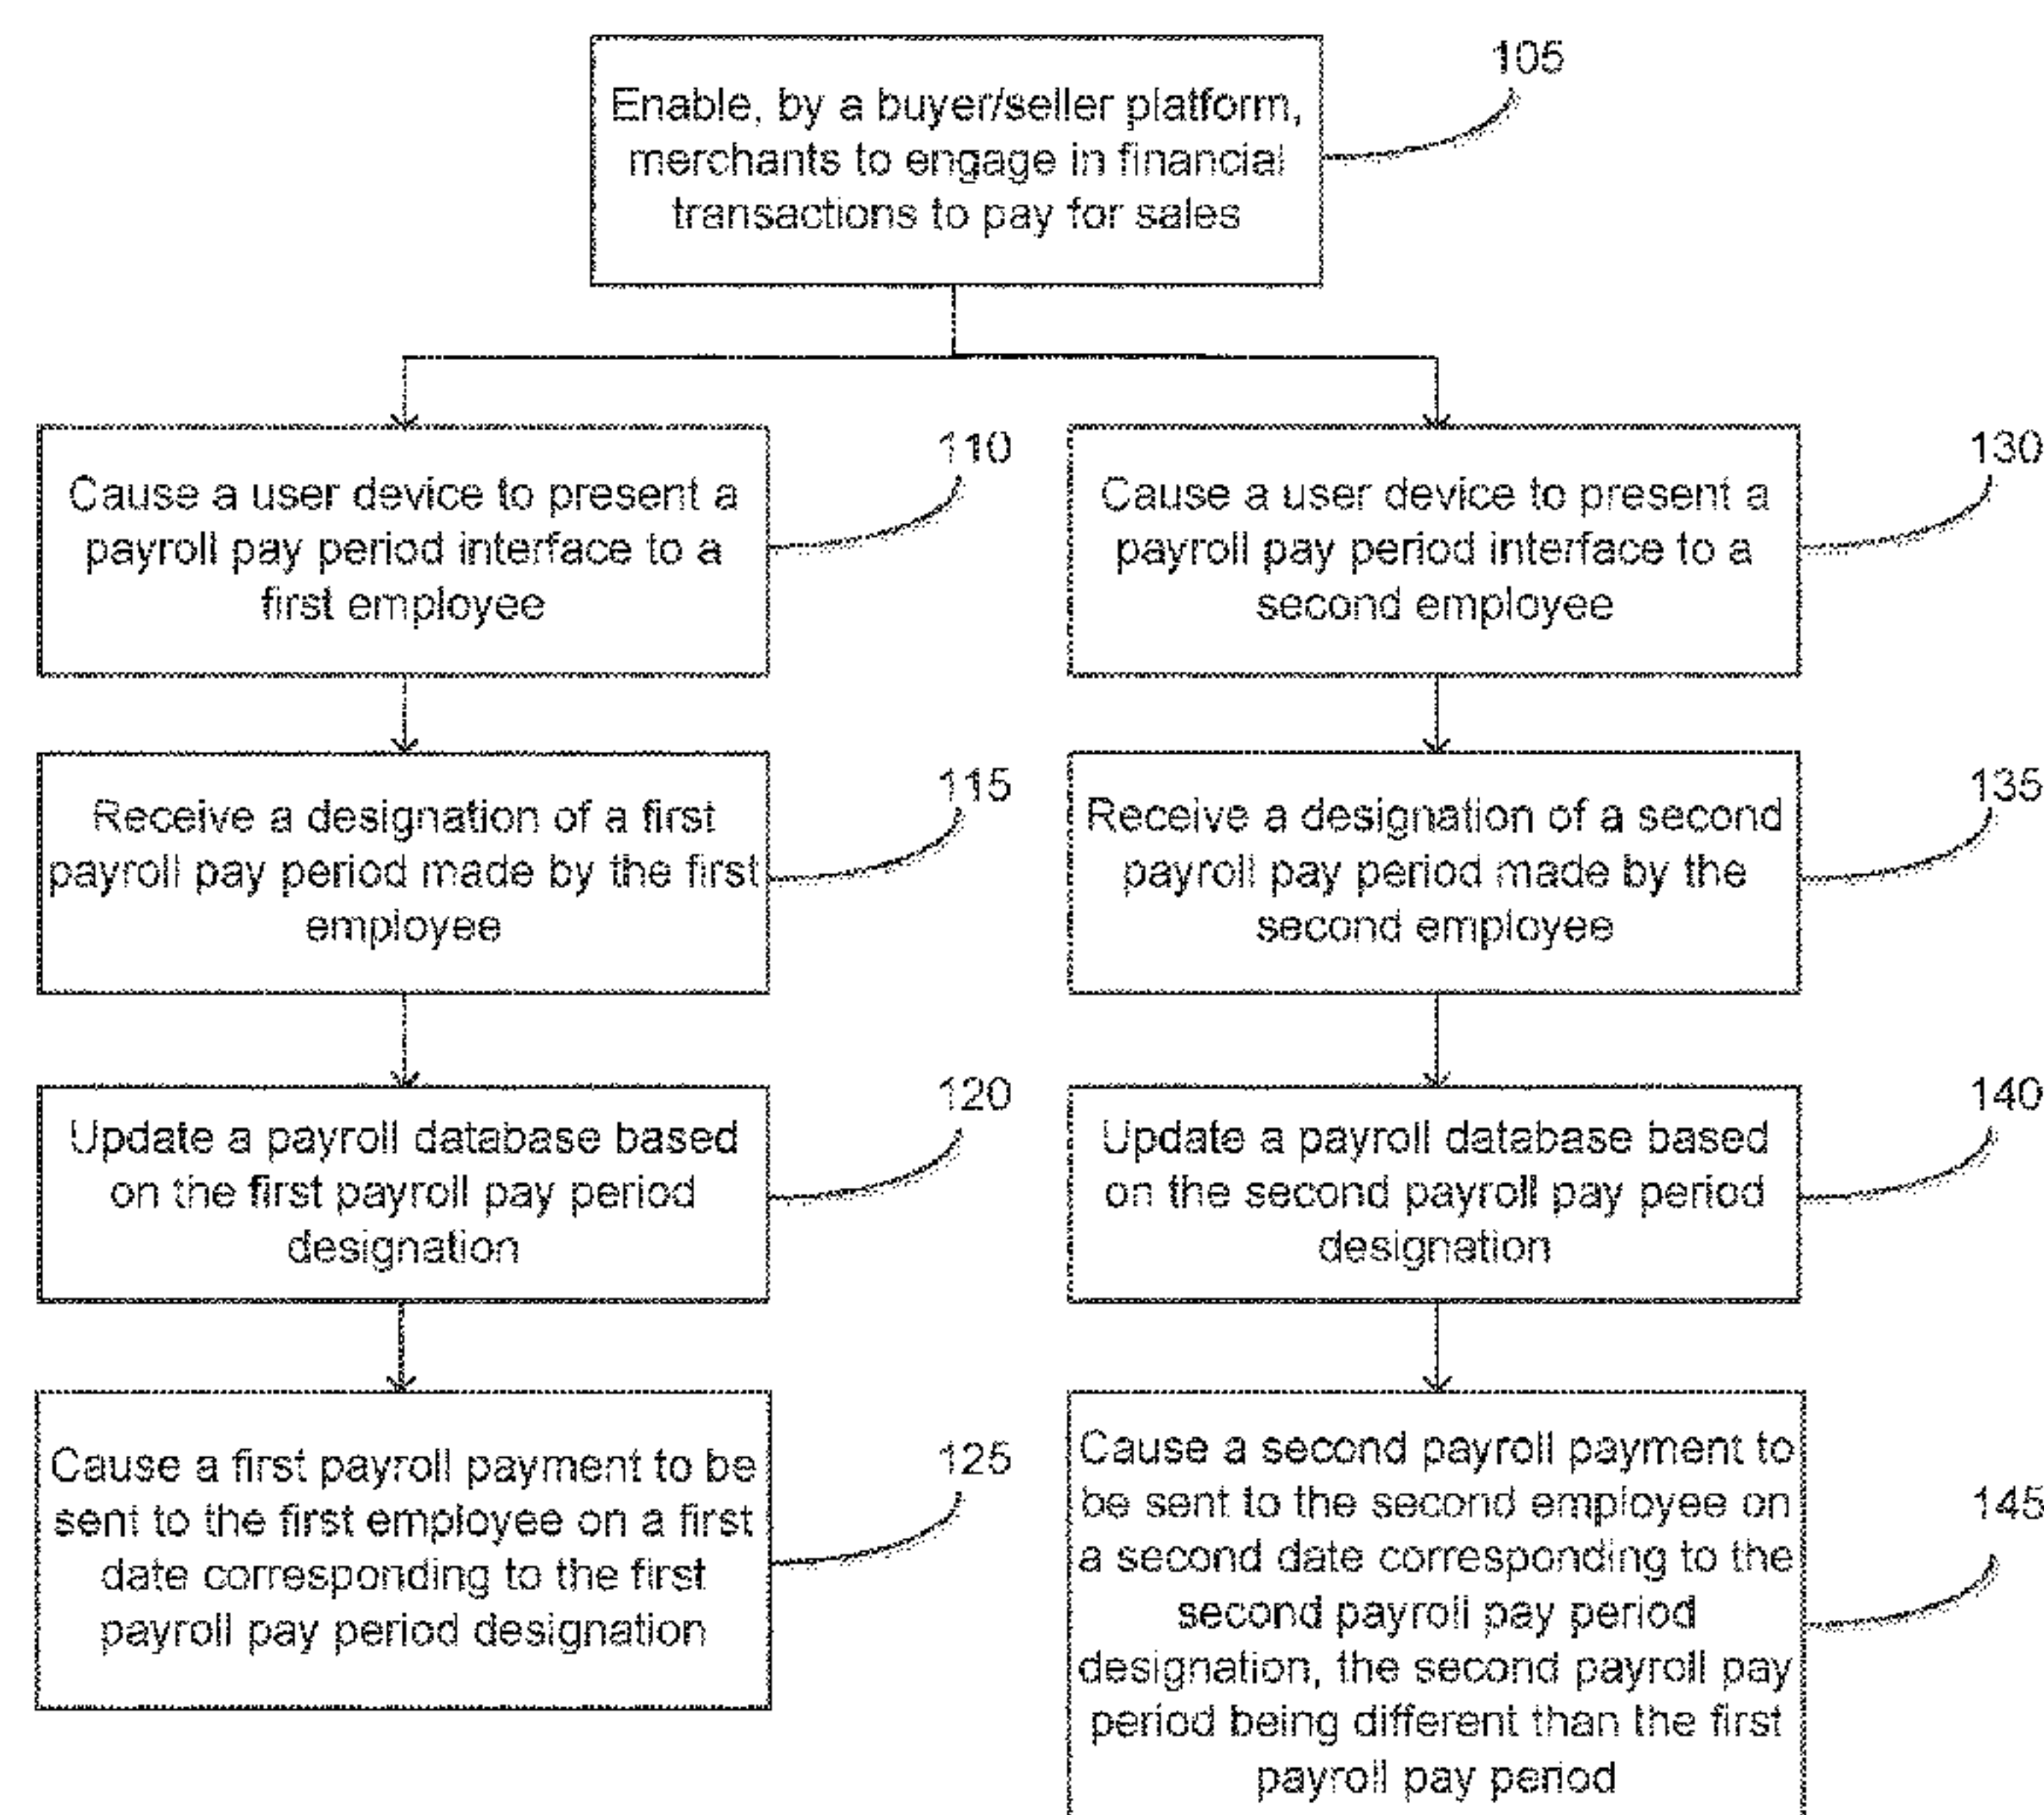 105
Enable, by a buyer/seller platform,
merchants to engage in financial
transactions to pay for sales
110
Cause a user device to present a
payroll pay period interface to a
first employee
115
Receive a designation of a first
payroll pay period made by the first
employee
120
Update a payroll database based
on the first payroll pay period
designation
125
Cause a first payroll payment to be
sent to the first employee on a first
date corresponding to the first
payroll pay period designation
130
Cause a user device to present a
payroll pay period interface to a
second employee
135
Receive a designation of a second
payroll pay period made by the
second employee
140
Update a payroll database based
on the second payroll pay period
designation
145
Cause a second payroll payment to
be sent to the second employee on
a second date corresponding to the
second payroll pay period
designation, the second payroll pay
period being different than the first
payroll pay period